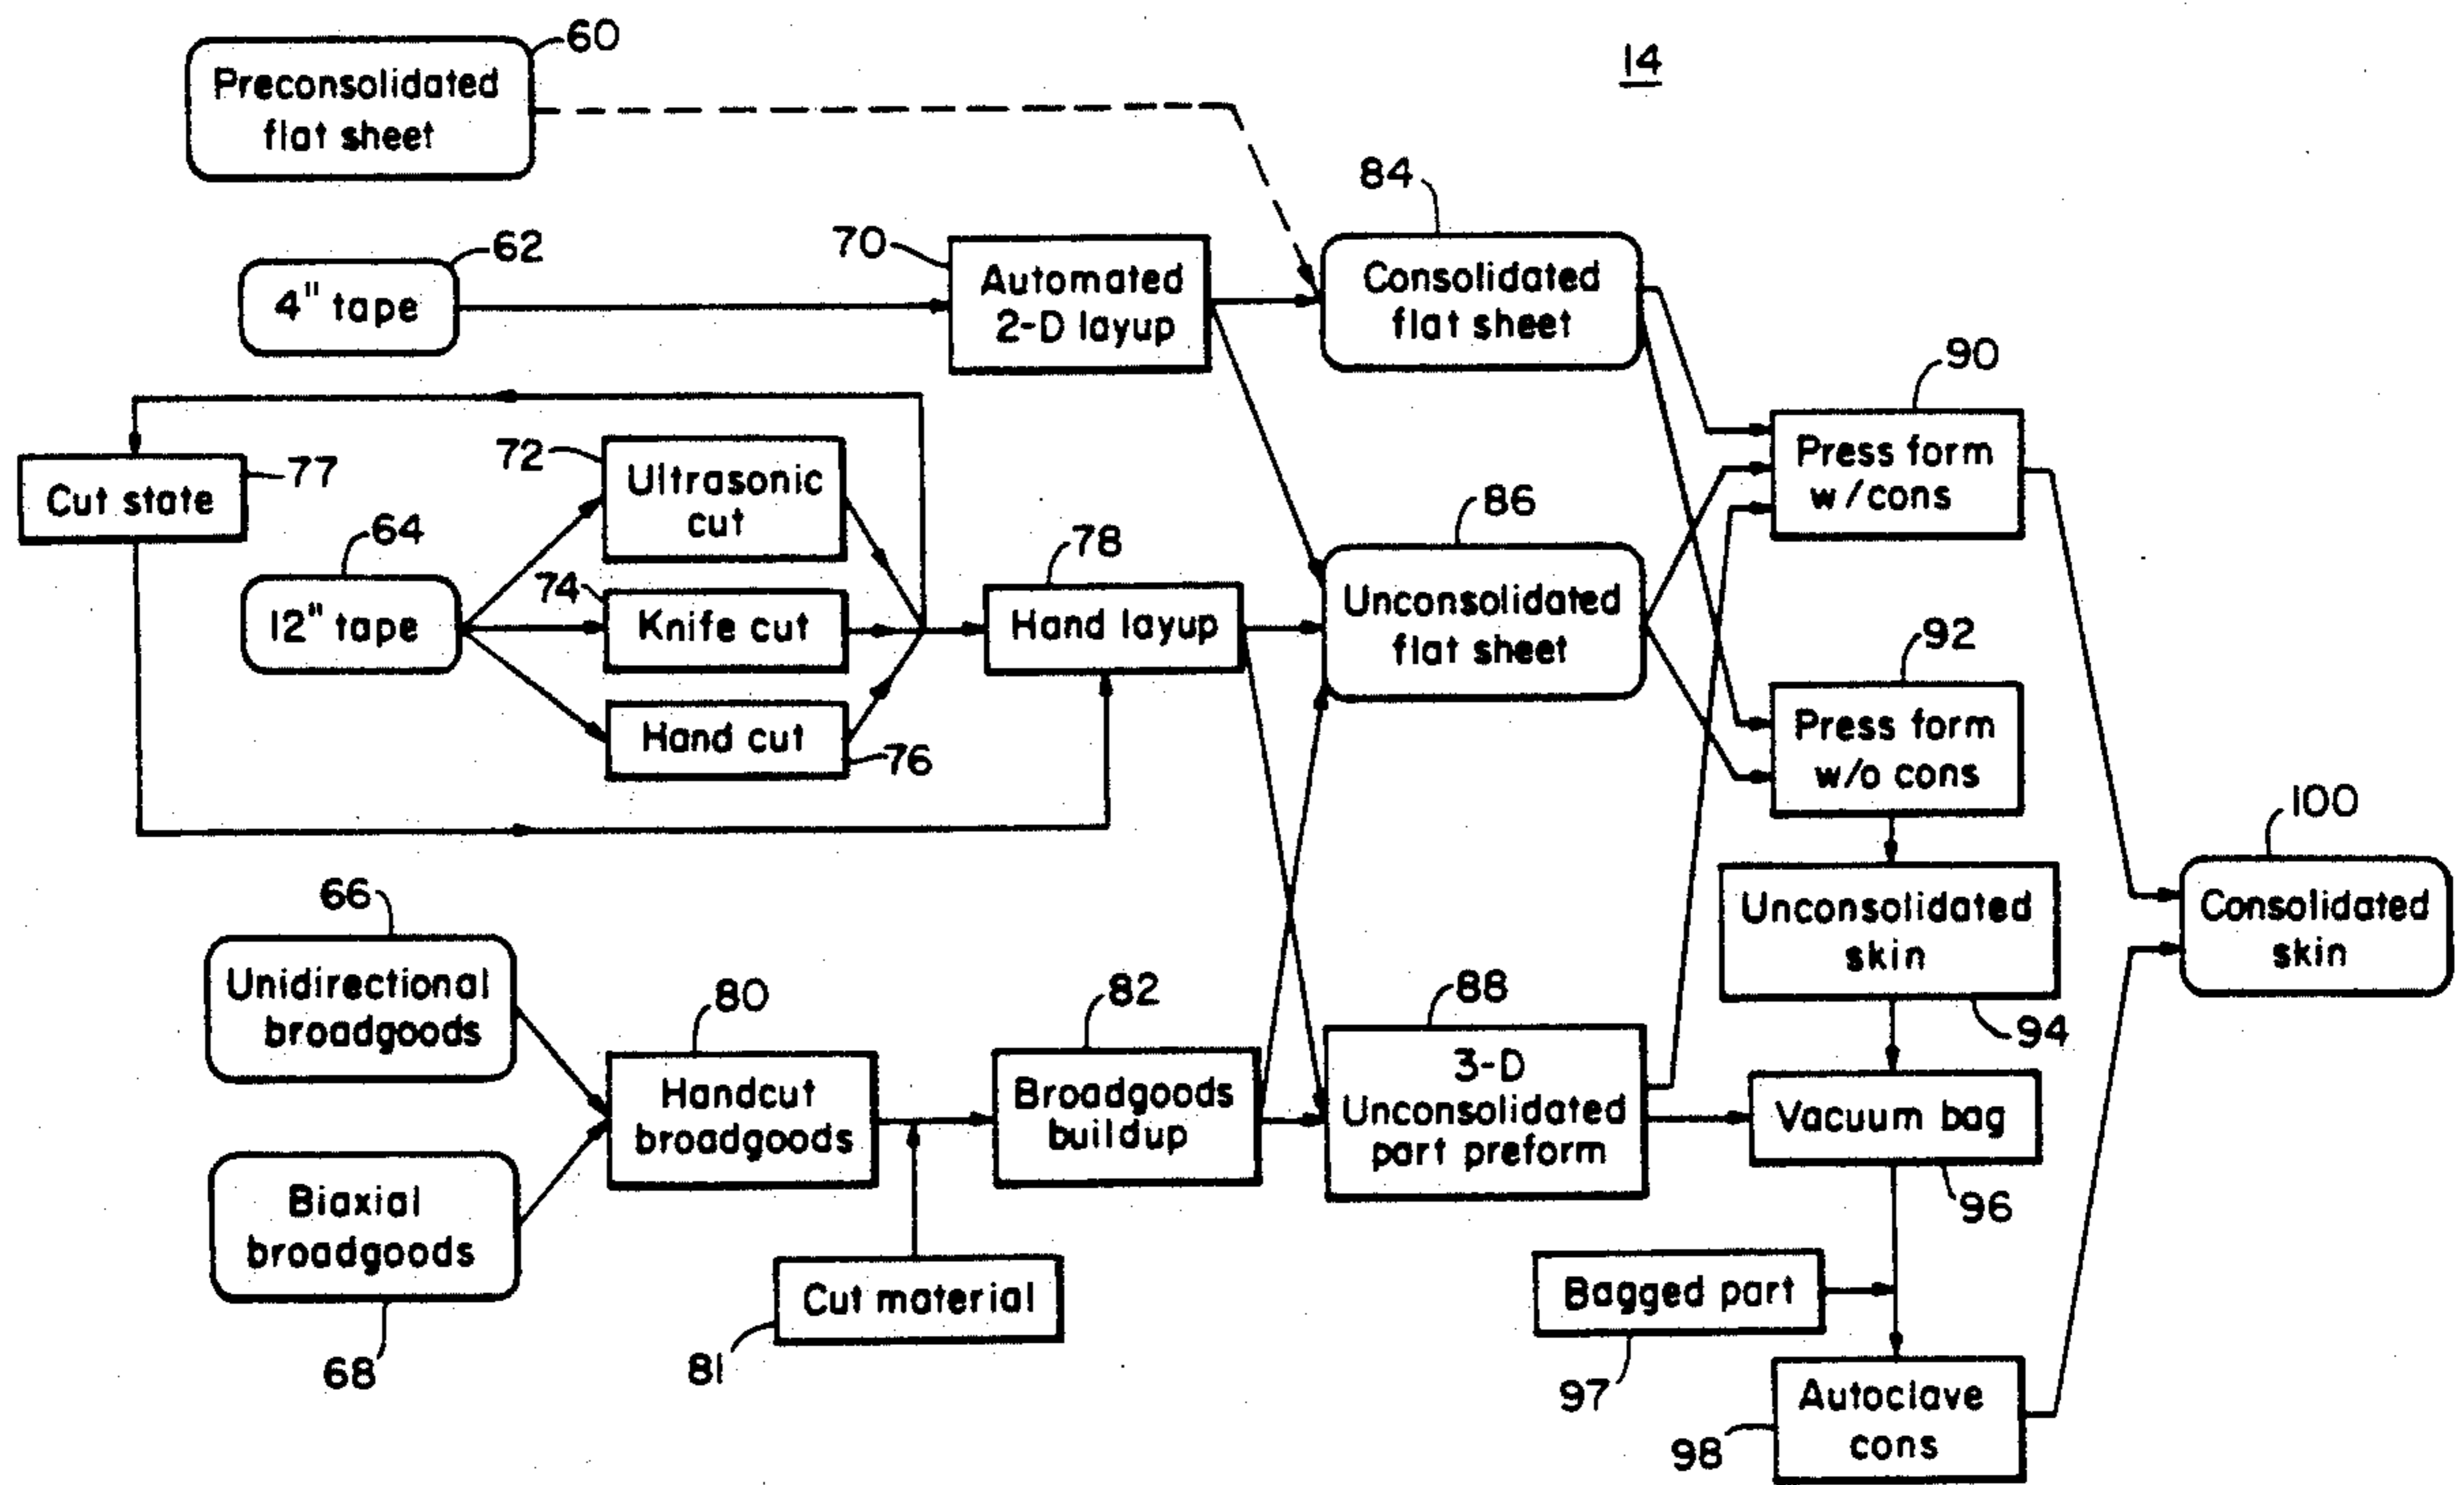 60
14
Preconsolidated
flat sheet
84
62
4" tape
70
Automated
2-D layup
Consolidated
flat sheet
90
Press form
w/cons
77
Cut state
72
Ultrasonic
cut
64
12" tape
74
Knife cut
78
Hand layup
86
Unconsolidated
flat sheet
Hand cut
76
92
Press form
w/o cons
100
Consolidated
skin
Unconsolidated
skin
94
66
Unidirectional
broadgoods
80
Handcut
broadgoods
82
Broadgoods
buildup
88
3-D
Unconsolidated
part preform
Vacuum bag
96
Biaxial
broadgoods
68
Cut material
81
Bagged part
97
Autoclave
cons
98